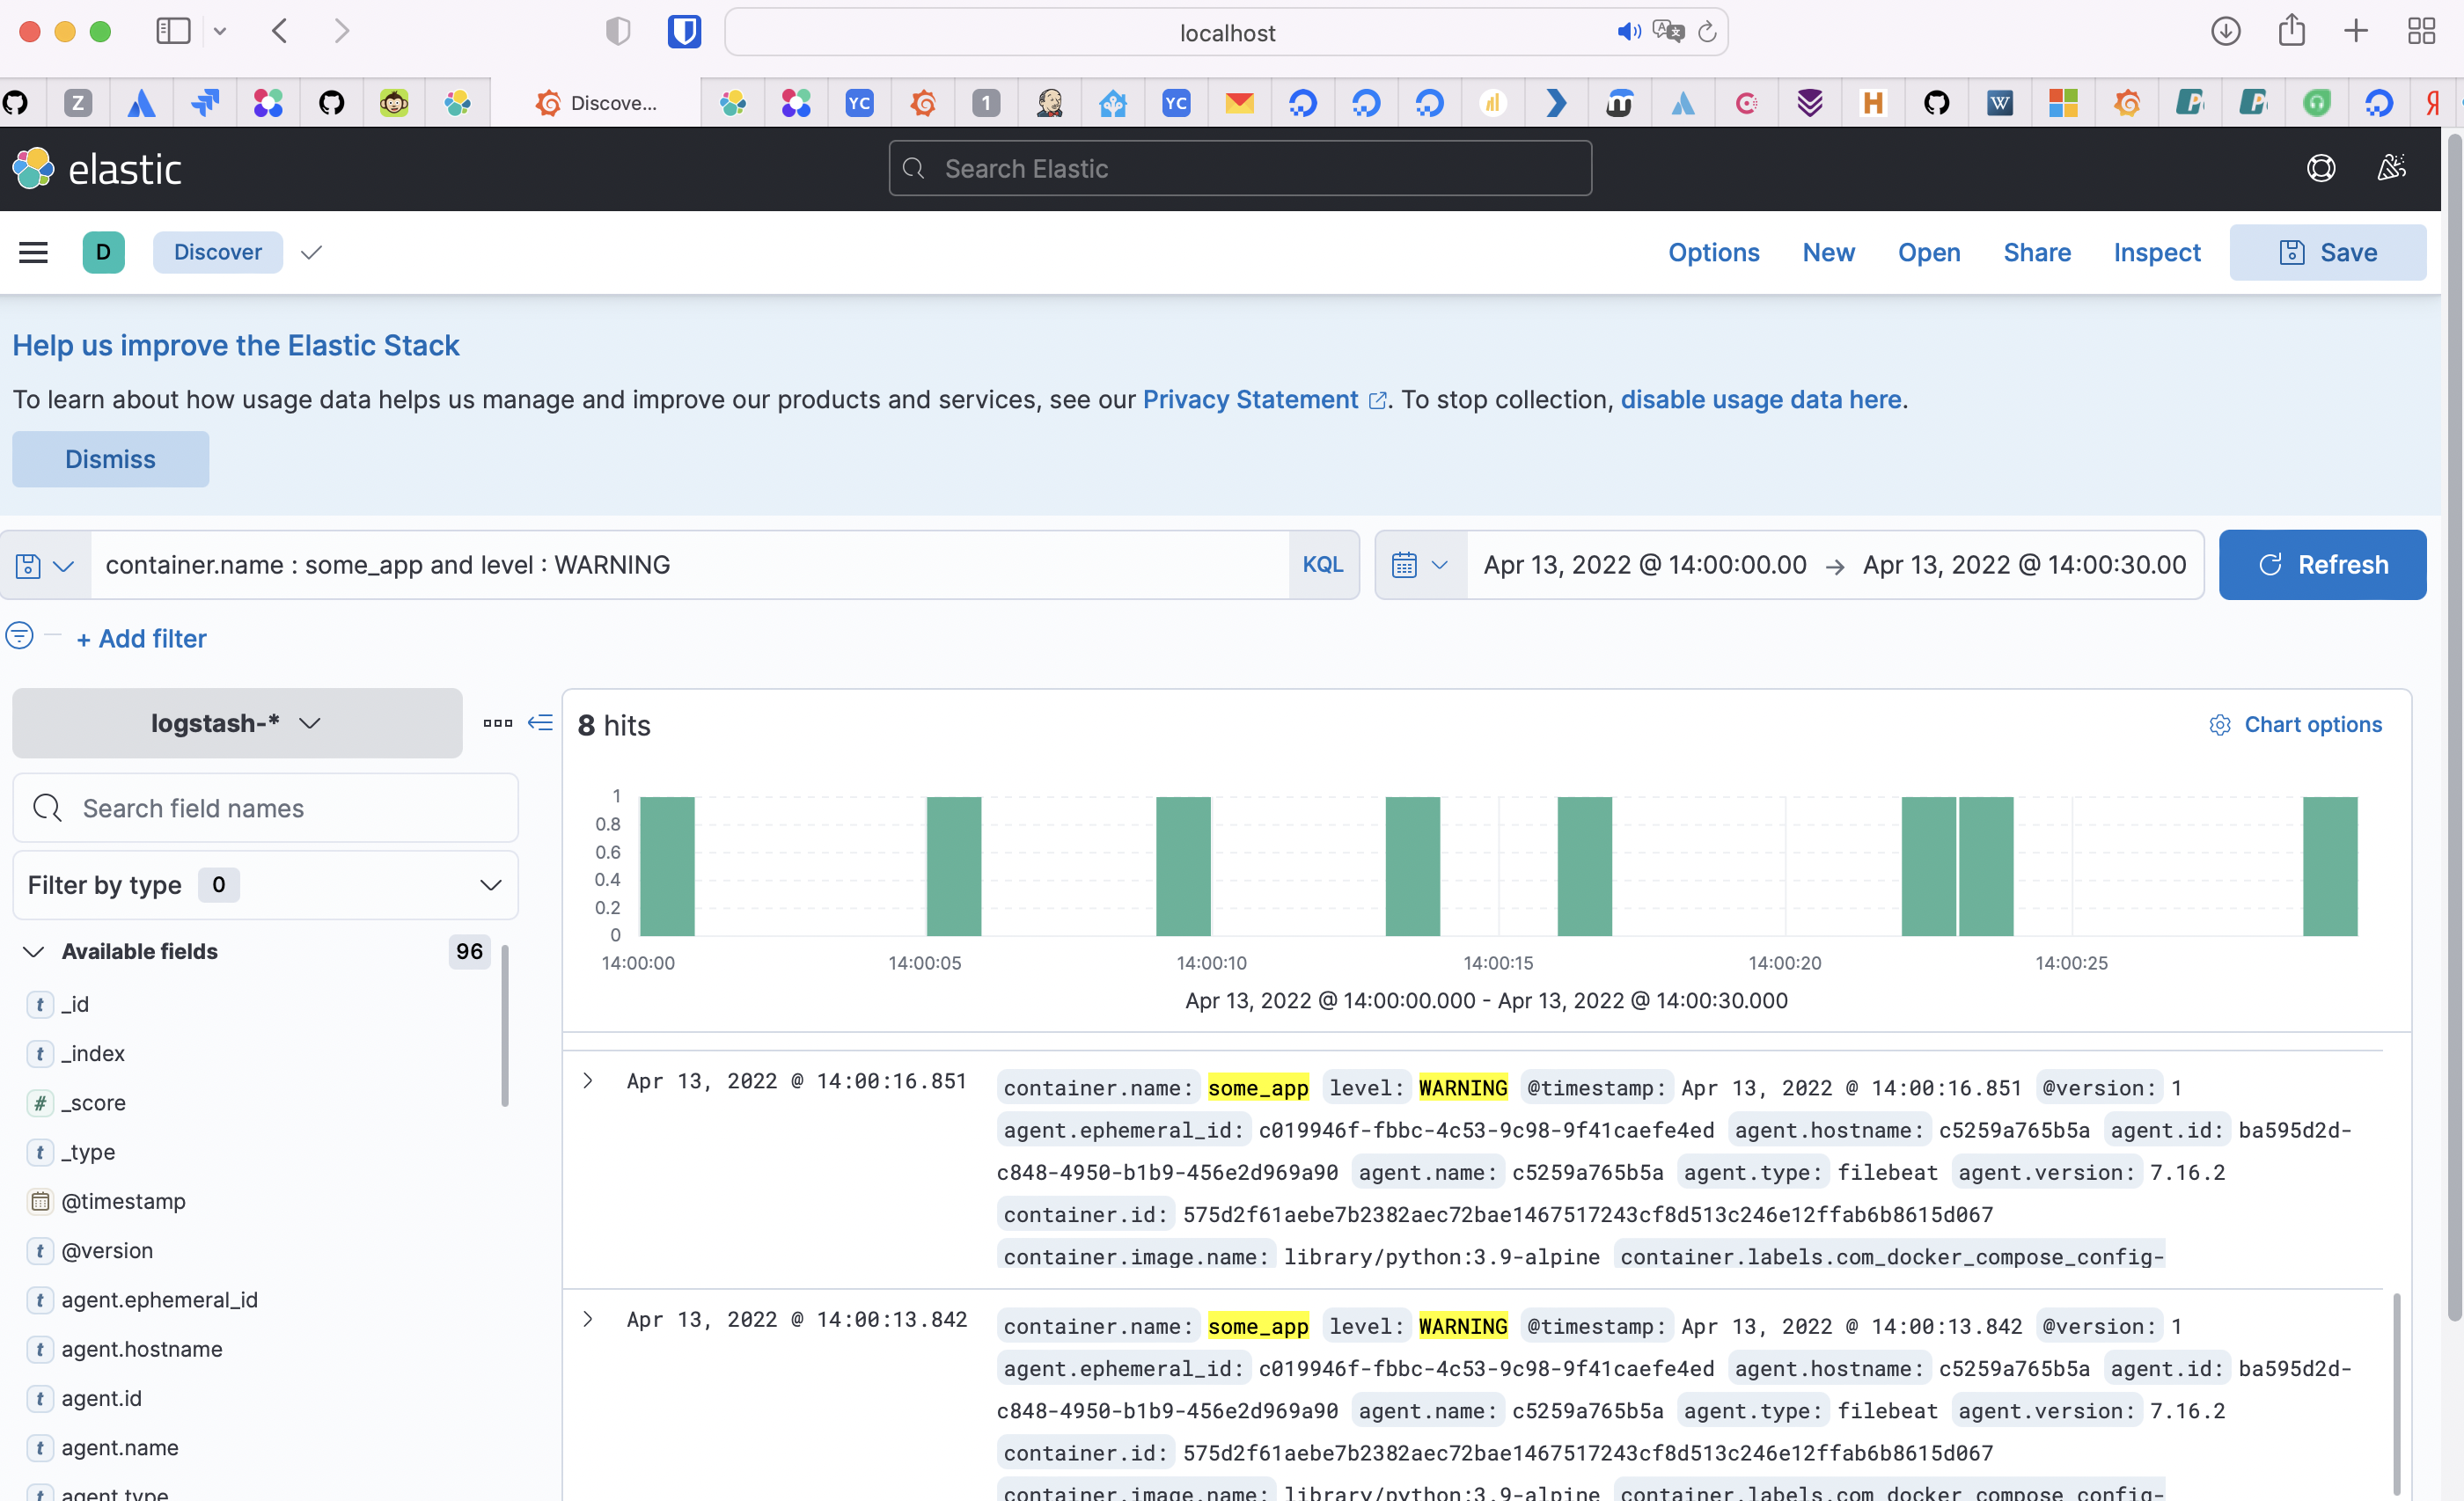 localhost
Z
Discove...
YC
1
YC
H
W
Я
elastic
Search Elastic
D
Discover
Options
New
Open
Share
Inspect
Save
Help us improve the Elastic Stack
To learn about how usage data helps us manage and improve our products and services, see our Privacy Statement . To stop collection, disable usage data here.
Dismiss
container.name : some_app and level : WARNING
KQL
Apr 13, 2022 @ 14:00:00.00 → Apr 13, 2022 @ 14:00:30.00
Refresh
+ Add filter
logstash-*
8 hits
Chart options
Search field names
Filter by type 0
Available fields 96
t _id
t _index
# _score
t _type
@timestamp
t @version
t agent.ephemeral_id
t agent.hostname
t agent.id
t agent.name
t agent.type
1
0.8
0.6
0.4
0.2
0
14:00:00
14:00:05
14:00:10
14:00:15
14:00:20
14:00:25
Apr 13, 2022 @ 14:00:00.000 - Apr 13, 2022 @ 14:00:30.000
Apr 13, 2022 @ 14:00:16.851
container.name: some_app level: WARNING @timestamp: Apr 13, 2022 @ 14:00:16.851 @version: 1
agent.ephemeral_id: c019946f-fbbc-4c53-9c98-9f41caefe4ed agent.hostname: c5259a765b5a agent.id: ba595d2d-
c848-4950-b1b9-456e2d969a90 agent.name: c5259a765b5a agent.type: filebeat agent.version: 7.16.2
container.id: 575d2f61aebe7b2382aec72bae1467517243cf8d513c246e12ffab6b8615d067
container.image.name: library/python:3.9-alpine container.labels.com_docker_compose_config-
Apr 13, 2022 @ 14:00:13.842
container.name: some_app level: WARNING @timestamp: Apr 13, 2022 @ 14:00:13.842 @version: 1
agent.ephemeral_id: c019946f-fbbc-4c53-9c98-9f41caefe4ed agent.hostname: c5259a765b5a agent.id: ba595d2d-
c848-4950-b1b9-456e2d969a90 agent.name: c5259a765b5a agent.type: filebeat agent.version: 7.16.2
container.id: 575d2f61aebe7b2382aec72bae1467517243cf8d513c246e12ffab6b8615d067
container.image.name: library/python:3.9-alpine container.labels.com_docker_compose_config-